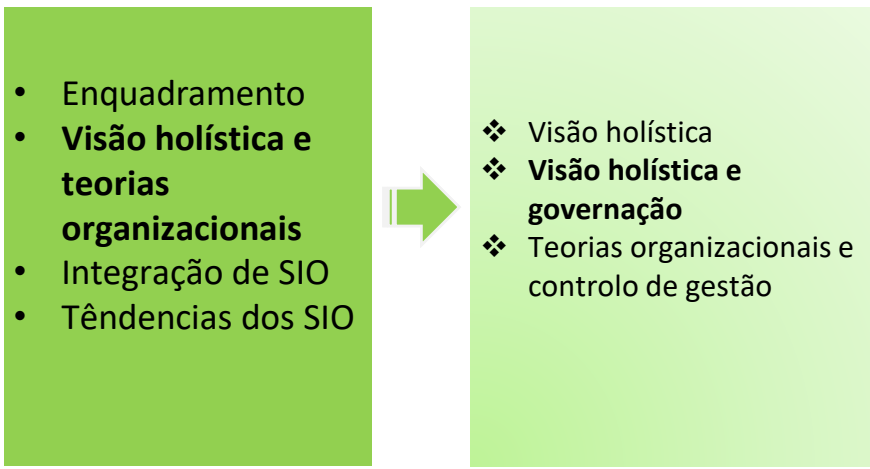 • Enquadramento
• Visão holística e
teorias
organizacionais
• Integração de SIO
• Têndencias dos SIO
❖ Visão holística
❖ Visão holística e
governação
❖ Teorias organizacionais e
controlo de gestão